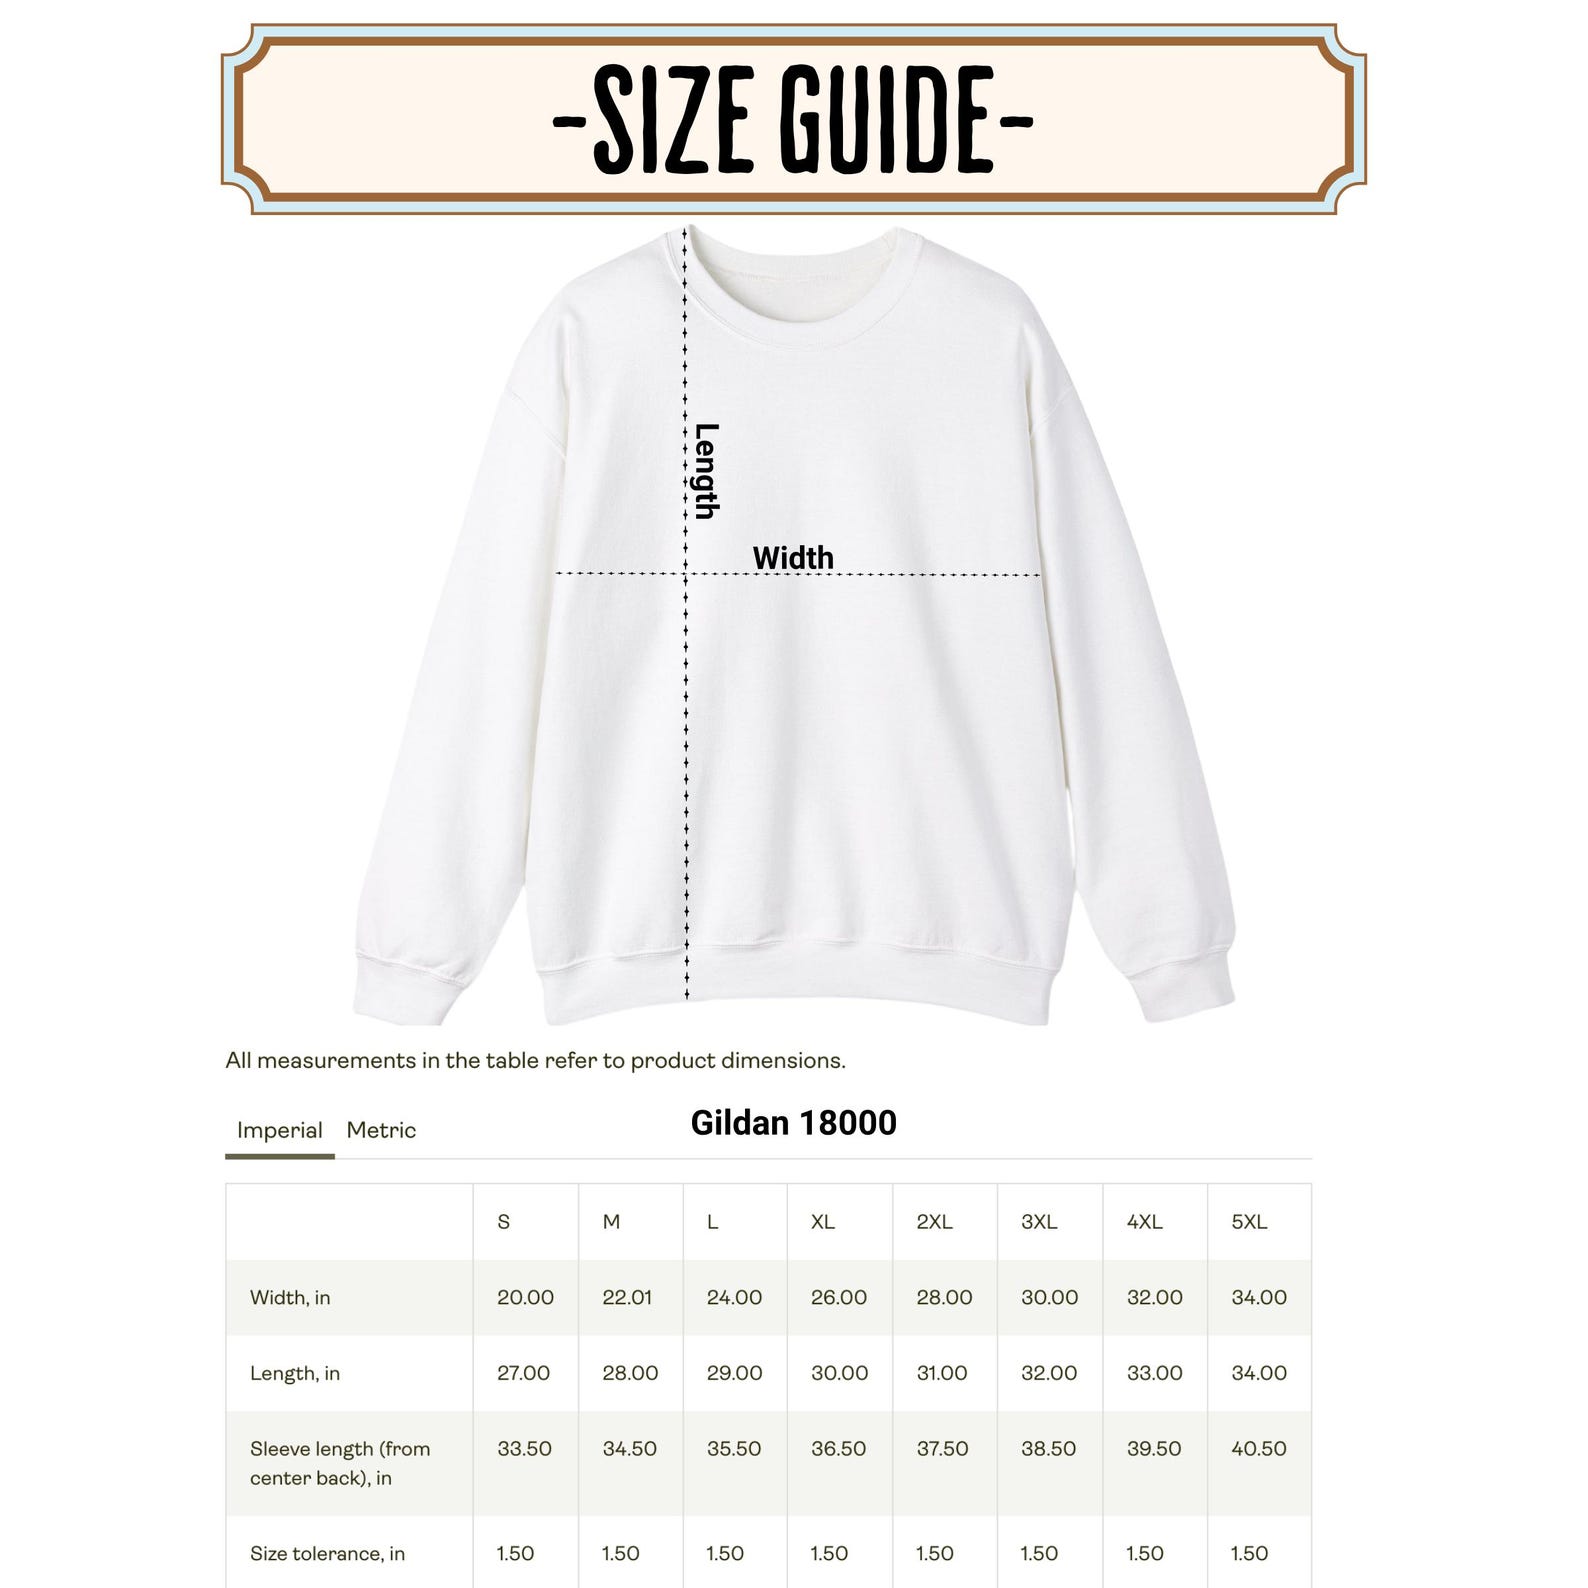 -SIZE GUIDE-
Length
Width
All measurements in the table refer to product dimensions.
Imperial Metric Gildan 18000
S M L XL 2XL 3XL 4XL 5XL
Width, in 20.00 22.01 24.00 26.00 28.00 30.00 32.00 34.00
Length, in 27.00 28.00 29.00 30.00 31.00 32.00 33.00 34.00
Sleeve length (from 33.50 34.50 35.50 36.50 37.50 38.50 39.50 40.50
center back), in
Size tolerance, in 1.50 1.50 1.50 1.50 1.50 1.50 1.50 1.50